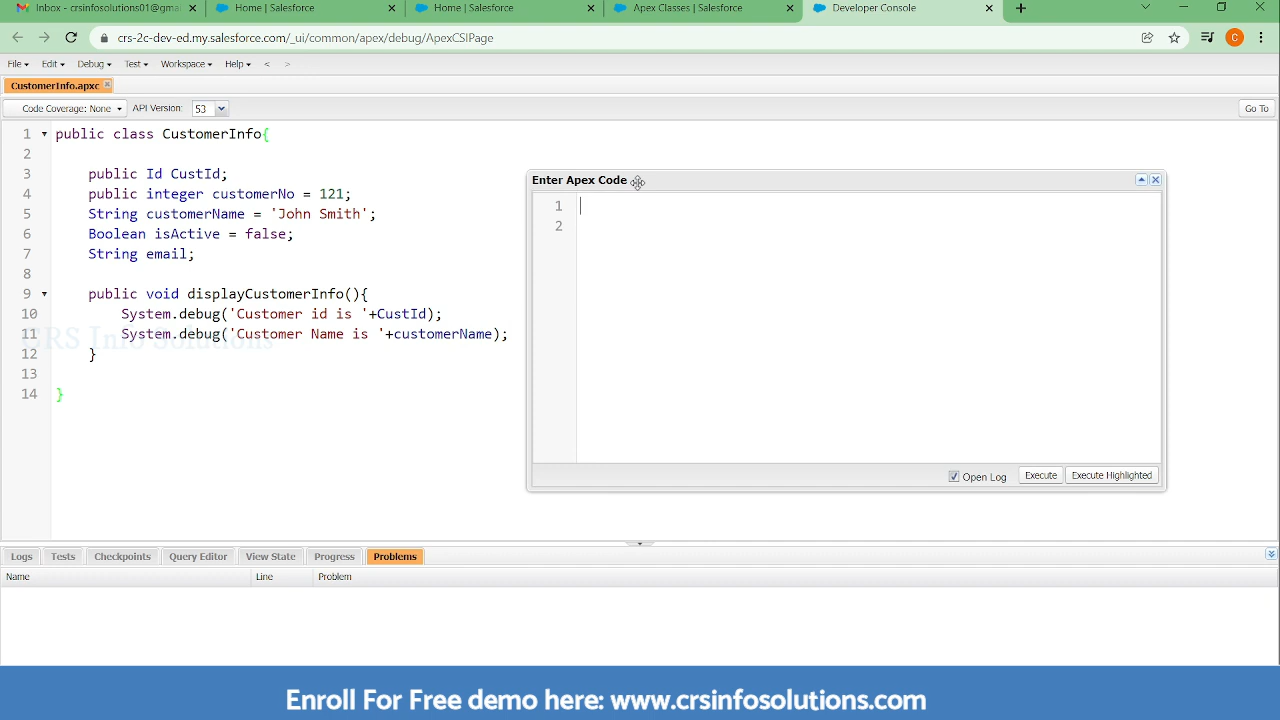 Inbox - crsinfosolutions01@gmai
Home | Salesforce
Home | Salesforce
Apex Classes | Salesforce
Developer Console
crs-2c-dev-ed.my.salesforce.com/_ui/common/apex/debug/ApexCSIPage
C
File Edit Debug Test Workspace Help < >
CustomerInfo.apxc
Code Coverage: None API Version: 53 Go To
1 public class CustomerInfo{
2
3 public Id CustId;
4 public integer customerNo = 121;
5 String customerName = 'John Smith';
6 Boolean isActive = false;
7 String email;
8
9 public void displayCustomerInfo(){
10 System.debug('Customer id is '+CustId);
11 System.debug('Customer Name is '+customerName);
12 }
13
14 }
CRS Info Solutions
Enter Apex Code
1
2
Open Log Execute Execute Highlighted
Logs Tests Checkpoints Query Editor View State Progress Problems
Name Line Problem
Enroll For Free demo here: www.crsinfosolutions.com